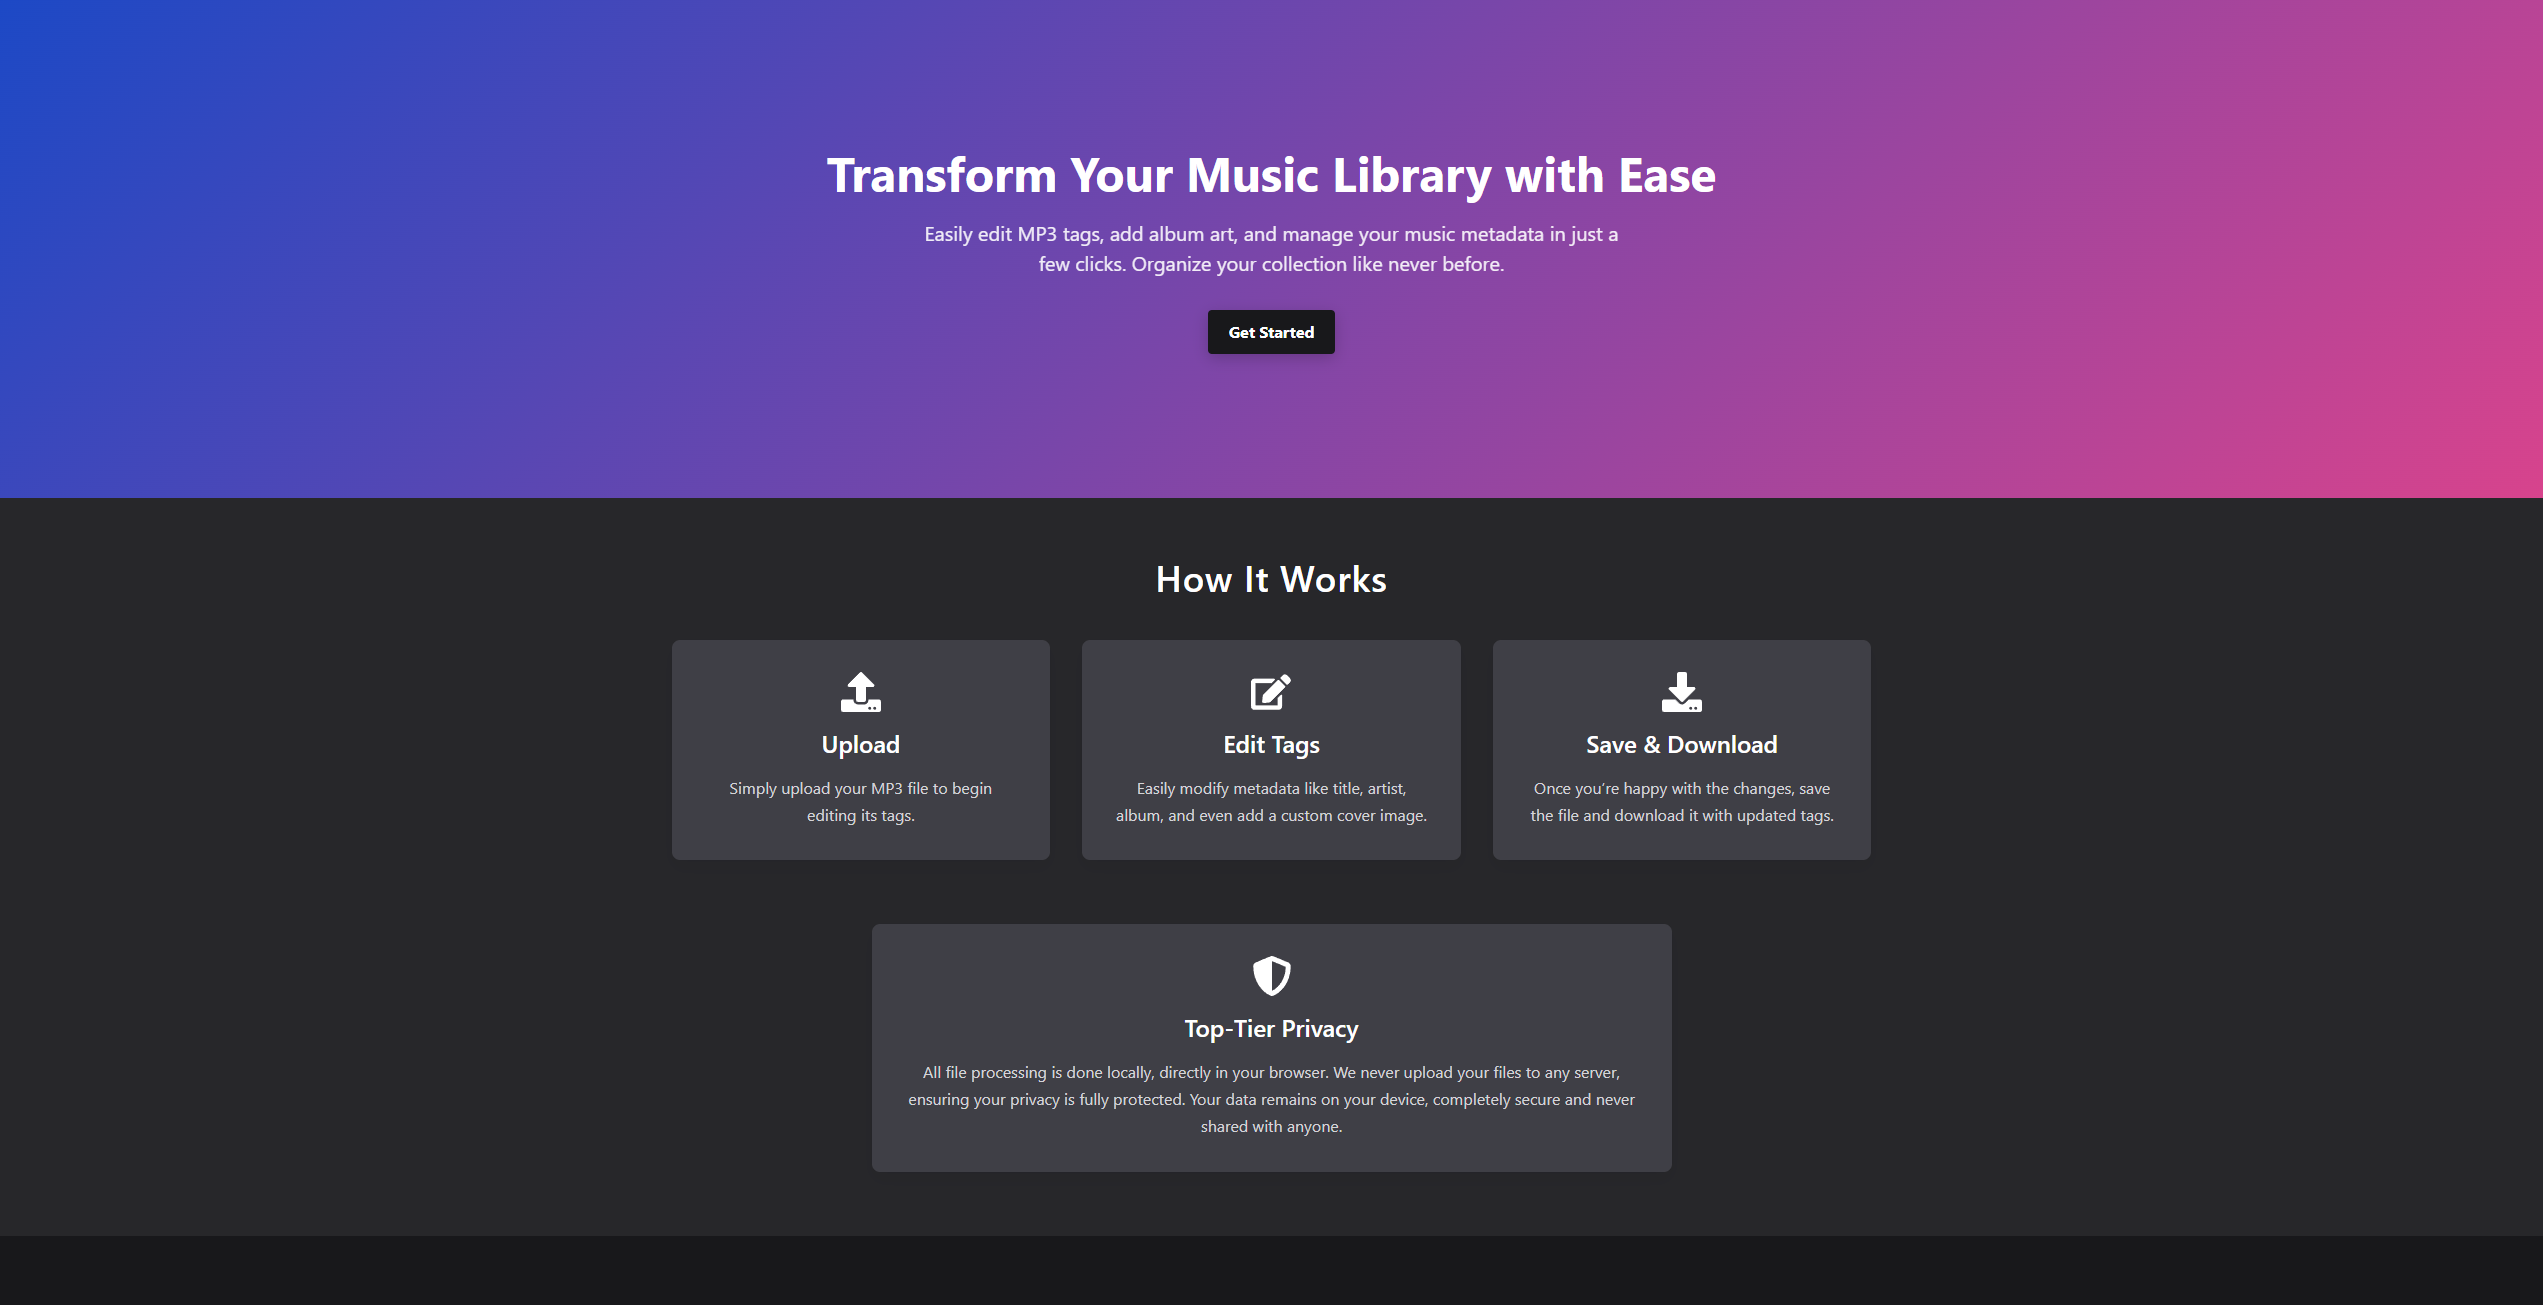 Transform Your Music Library with Ease
Easily edit MP3 tags, add album art, and manage your music metadata in just a
few clicks. Organize your collection like never before.
Get Started
How It Works
Upload
Simply upload your MP3 file to begin
editing its tags.
Edit Tags
Easily modify metadata like title, artist,
album, and even add a custom cover image.
Save & Download
Once you’re happy with the changes, save
the file and download it with updated tags.
Top-Tier Privacy
All file processing is done locally, directly in your browser. We never upload your files to any server,
ensuring your privacy is fully protected. Your data remains on your device, completely secure and never
shared with anyone.